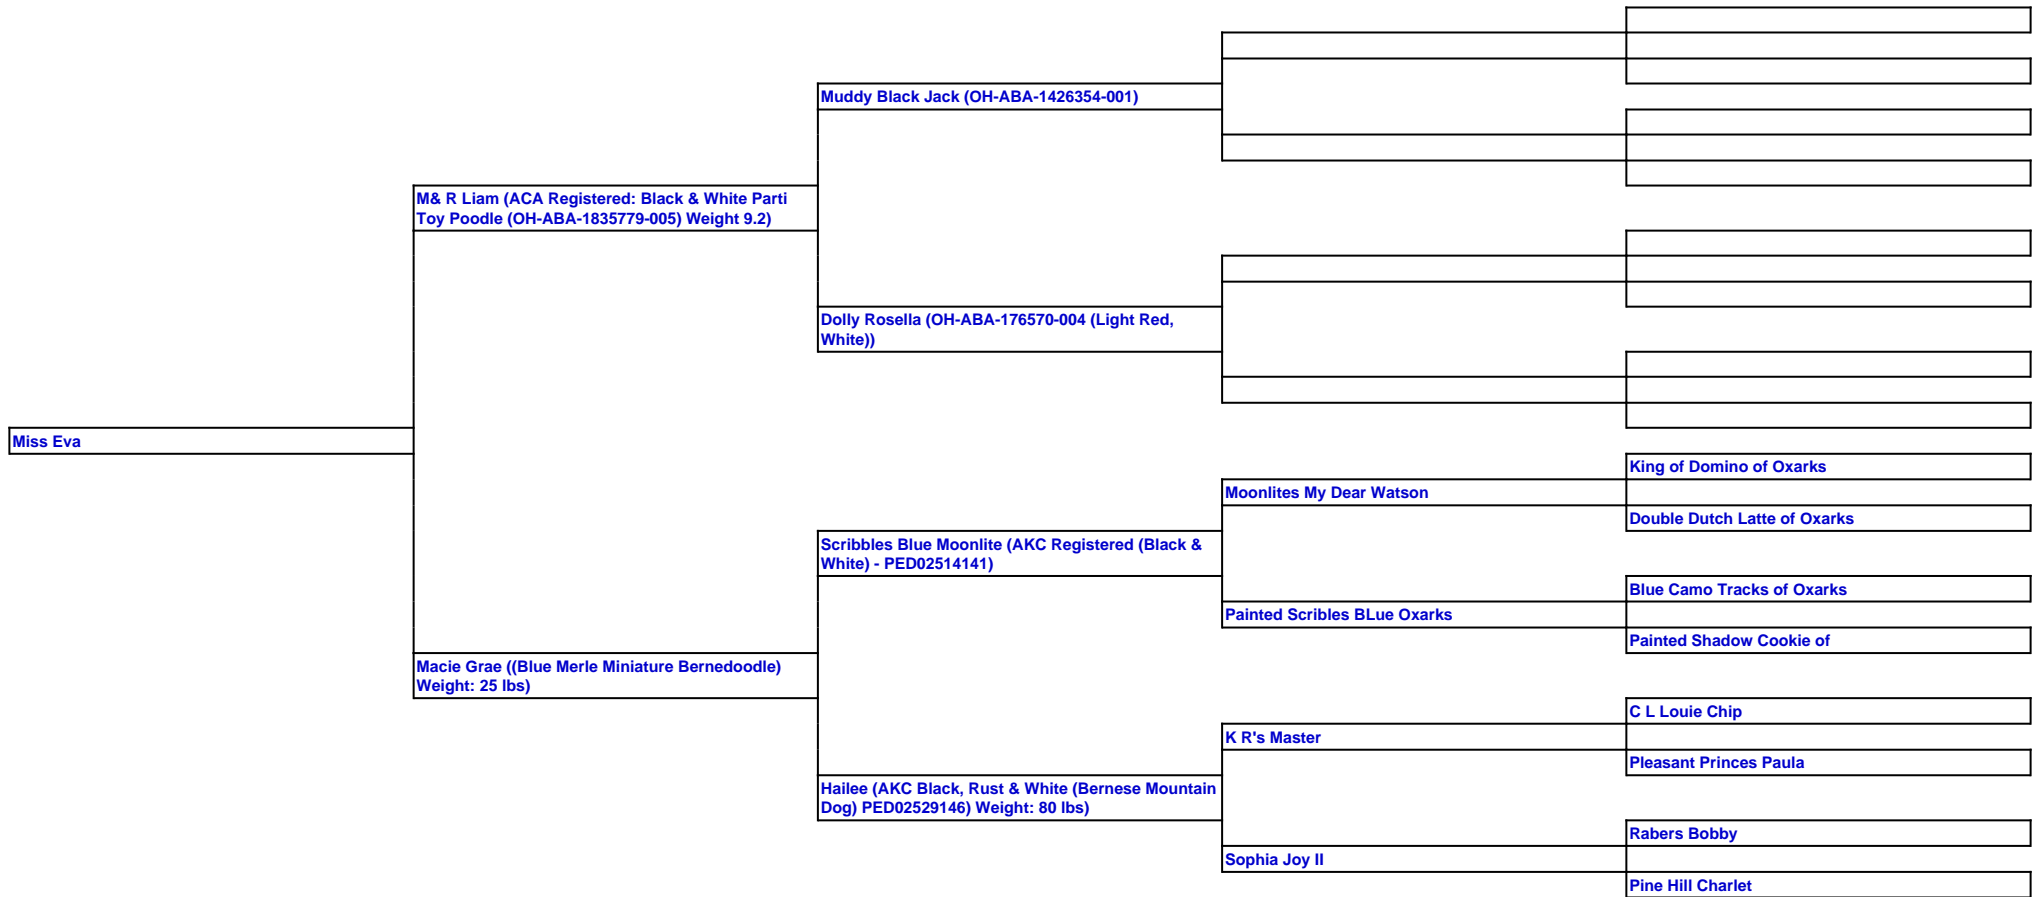 Muddy Black Jack (OH-ABA-1426354-001)
M& R Liam (ACA Registered: Black & White Parti
Toy Poodle (OH-ABA-1835779-005) Weight 9.2)
Dolly Rosella (OH-ABA-176570-004 (Light Red,
White))
Miss Eva
King of Domino of Oxarks
Moonlites My Dear Watson
Double Dutch Latte of Oxarks
Scribbles Blue Moonlite (AKC Registered (Black &
White) - PED02514141)
Blue Camo Tracks of Oxarks
Painted Scribles BLue Oxarks
Painted Shadow Cookie of
Macie Grae ((Blue Merle Miniature Bernedoodle)
Weight: 25 lbs)
C L Louie Chip
K R's Master
Pleasant Princes Paula
Hailee (AKC Black, Rust & White (Bernese Mountain
Dog) PED02529146) Weight: 80 lbs)
Rabers Bobby
Sophia Joy II
Pine Hill Charlet